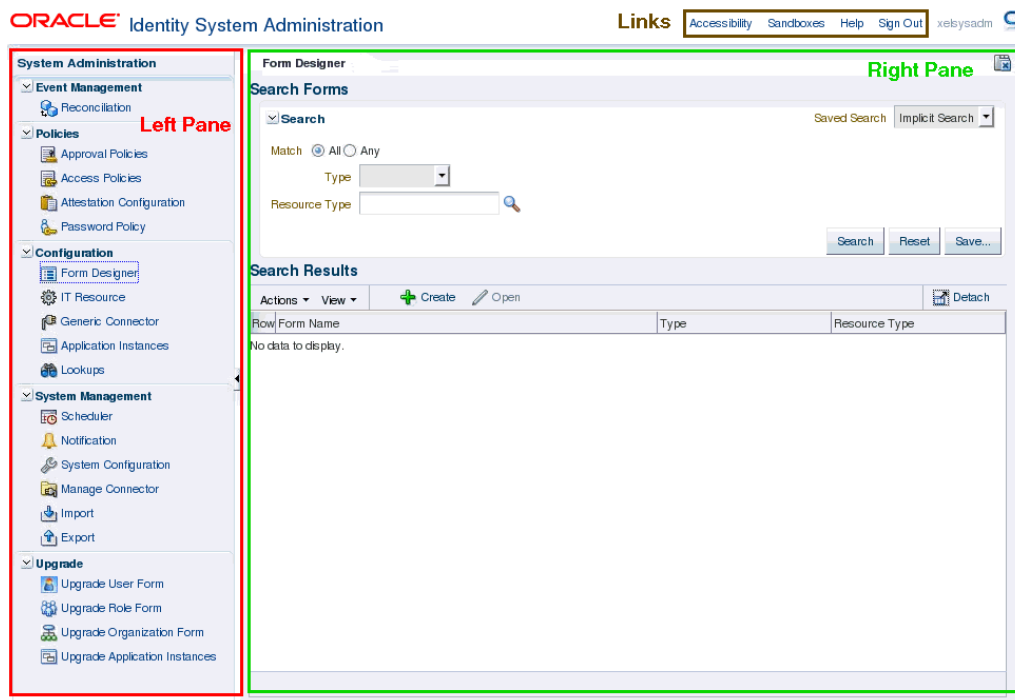 ORACLE® Identity System Administration
Links
Accessibility Sandboxes Help Sign Out xelsysadm
System Administration
Event Management
Reconciliation
Left Pane
Policies
Approval Policies
Access Policies
Attestation Configuration
Password Policy
Configuration
Form Designer
IT Resource
Generic Connector
Application Instances
Lookups
System Management
Scheduler
Notification
System Configuration
Manage Connector
Import
Export
Upgrade
Upgrade User Form
Upgrade Role Form
Upgrade Organization Form
Upgrade Application Instances
Form Designer
Right Pane
Search Forms
Search
Saved Search Implicit Search
Match All Any
Type
Resource Type
Search Reset Save...
Search Results
Actions View Create Open Detach
Row Form Name Type Resource Type
No data to display.